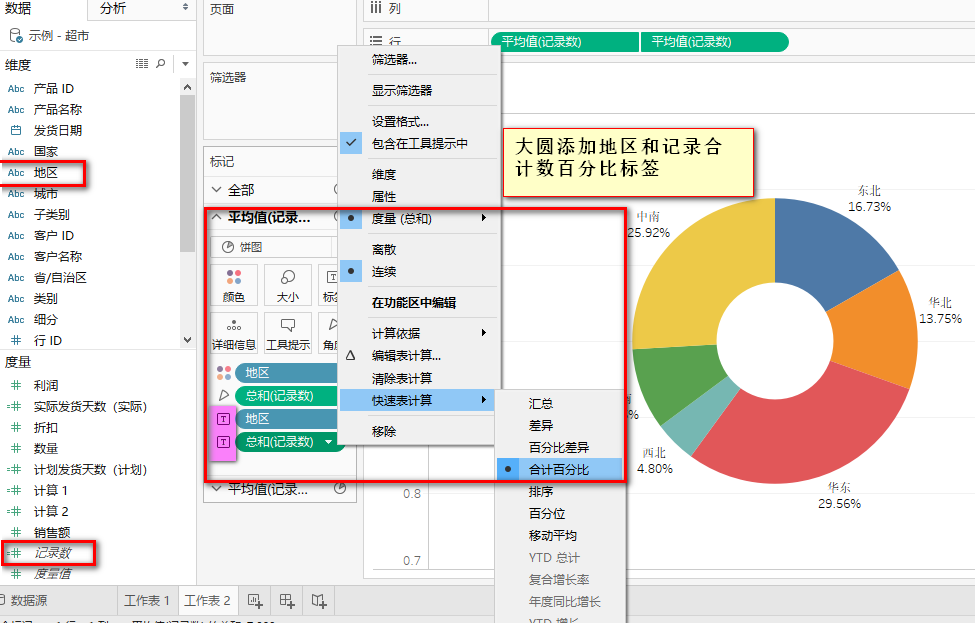 数据
分析
示例 - 超市
维度
Abc 产品 ID
Abc 产品名称
发货日期
Abc 国家
Abc 地区
Abc 城市
Abc 子类别
Abc 客户 ID
Abc 客户名称
Abc 省/自治区
Abc 类别
Abc 细分
行 ID
度量
利润
实际发货天数（实际）
折扣
数量
计划发货天数（计划）
计算 1
计算 2
销售额
记录数
度量值
页面
筛选器
标记
全部
平均值(记录...
饼图
颜色
大小
详细信息
工具提示
地区
总和(记录数)
地区
总和(记录数)
平均值(记录...
列
行
平均值(记录数)
平均值(记录数)
筛选器...
显示筛选器
设置格式...
包含在工具提示中
维度
属性
度量 (总和)
离散
连续
在功能区中编辑
计算依据
编辑表计算...
清除表计算
快速表计算
移除
汇总
差异
百分比差异
合计百分比
排序
百分位
移动平均
YTD 总计
复合增长率
年度同比增长
YTD 增长
大圆添加地区和记录合
计数百分比标签
东北
16.73%
中南
25.92%
华北
13.75%
西北
4.80%
华东
29.56%
0.8
0.7
数据源
工作表 1
工作表 2